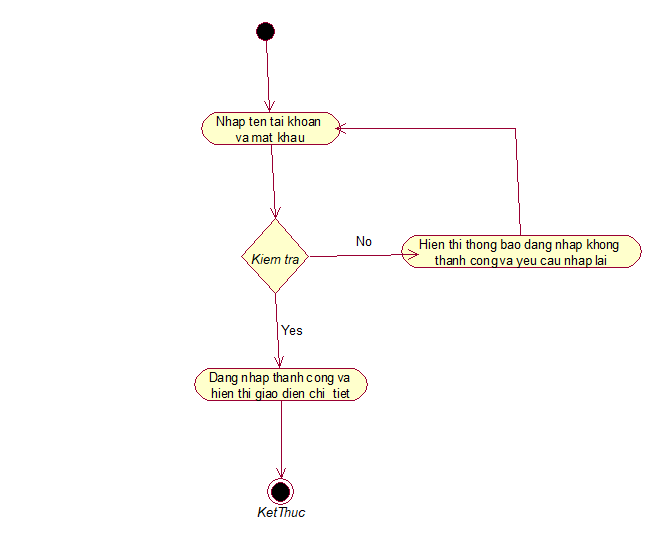 Nhap ten tai khoan
va mat khau
No
Hien thi thong bao dang nhap khong
thanh cong va yeu cau nhap lai
Kiem tra
Yes
Dang nhap thanh cong va
hien thi giao dien chi tiet
KetThuc